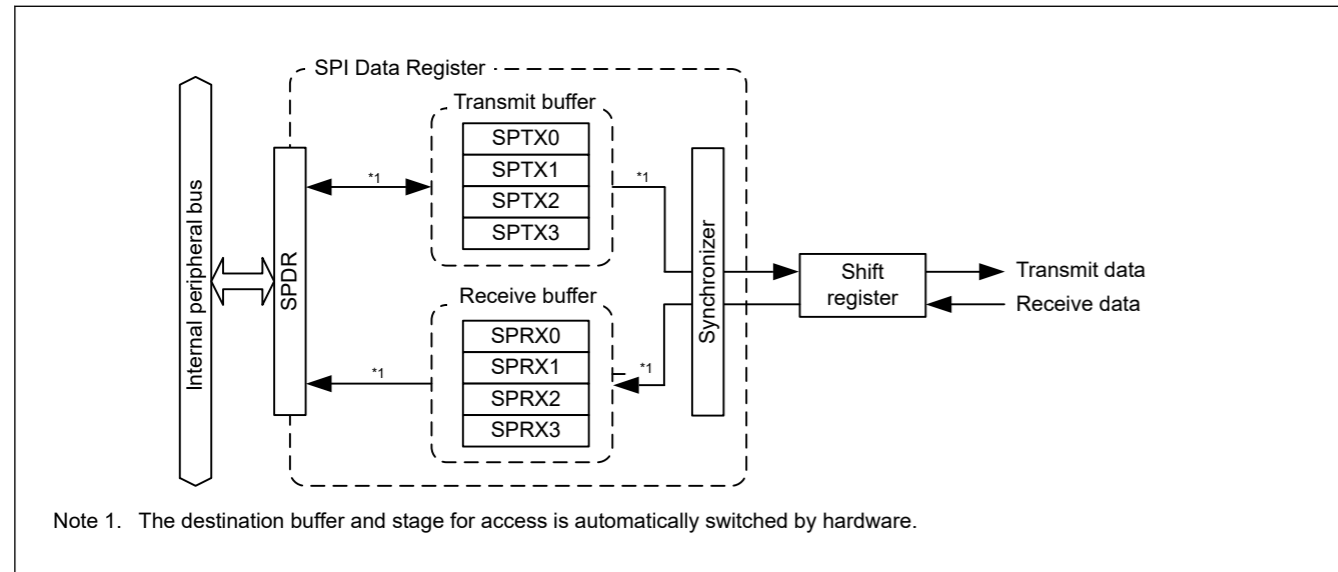 SPI Data Register
Transmit buffer
SPTX0
SPTX1
SPTX2
SPTX3
*1
*1
Internal peripheral bus
SPDR
Synchronizer
Shift
register
Transmit data
Receive data
Receive buffer
SPRX0
SPRX1
SPRX2
SPRX3
*1
*1
Note 1. The destination buffer and stage for access is automatically switched by hardware.